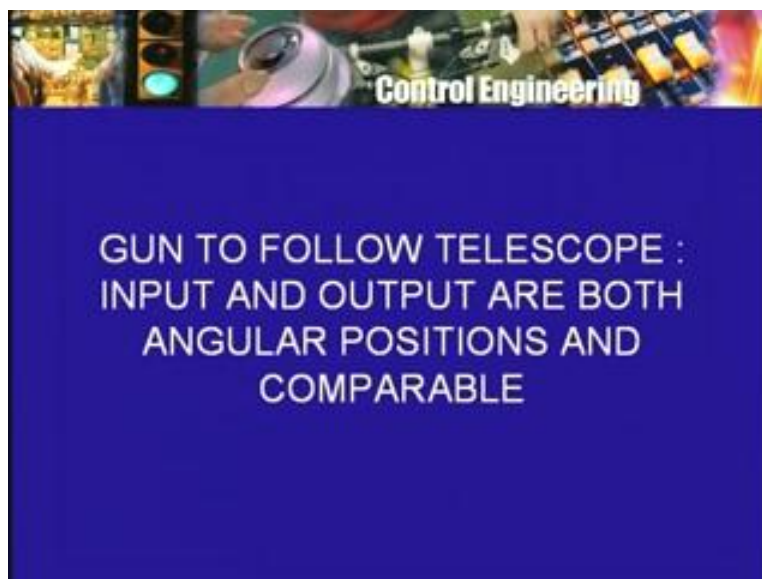 Control Engineering
GUN TO FOLLOW TELESCOPE :
INPUT AND OUTPUT ARE BOTH
ANGULAR POSITIONS AND
COMPARABLE